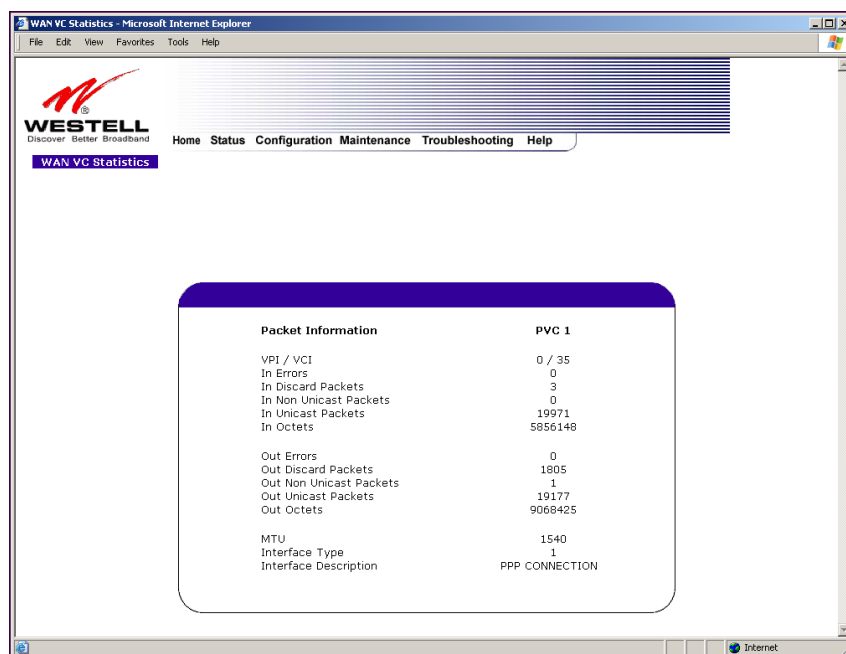 WAN VC Statistics - Microsoft Internet Explorer
File Edit View Favorites Tools Help
®
WESTELL
Discover Better Broadband
Home Status Configuration Maintenance Troubleshooting Help
WAN VC Statistics
Packet Information PVC 1
VPI / VCI 0 / 35
In Errors 0
In Discard Packets 3
In Non Unicast Packets 0
In Unicast Packets 19971
In Octets 5856148
Out Errors 0
Out Discard Packets 1805
Out Non Unicast Packets 1
Out Unicast Packets 19177
Out Octets 9068425
MTU 1540
Interface Type 1
Interface Description PPP CONNECTION
Internet